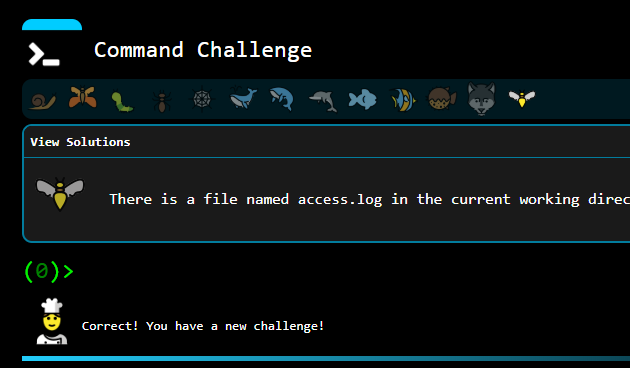 Command Challenge
View Solutions
There is a file named access.log in the current working direc
(0)>
Correct! You have a new challenge!